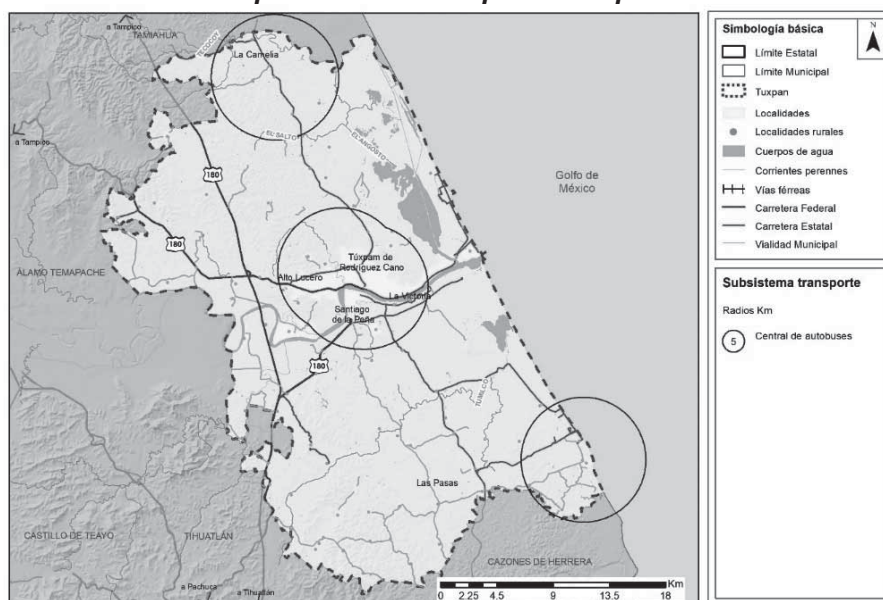 a Tampico
TAMIAHUA
La Camelia
EL SALTO
EL ANGOSTO
a Tampico
180
Golfo de
México
180
Túxpam de
Rodríguez Cano
ÁLAMO TEMAPACHE
Alto Lucero
La Victoria
Santiago
de la Peña
180
TUMILCO
Las Pasas
CASTILLO DE TEAYO
TIHUATLÁN
CAZONES DE HERRERA
a Pachuca
a Tihuatlán
Km
0 2.25 4.5 9 13.5 18
Simbología básica
N
Límite Estatal
Límite Municipal
Tuxpan
Localidades
Localidades rurales
Cuerpos de agua
Corrientes perennes
Vías férreas
Carretera Federal
Carretera Estatal
Vialidad Municipal
Subsistema transporte
Radios Km
5 Central de autobuses